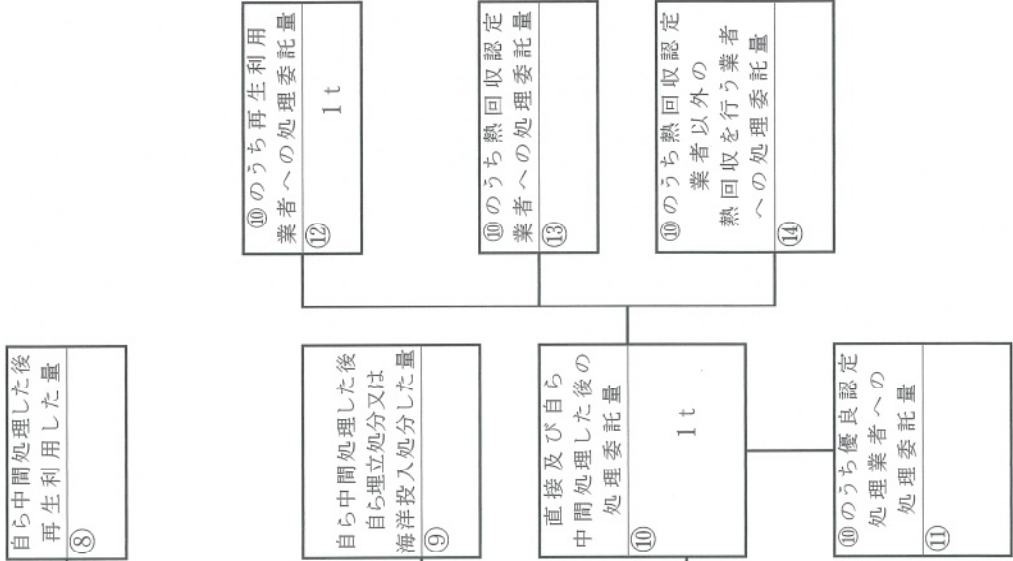 自ら中間処理した後
再生利用した量
⑧
自ら中間処理した後
自ら埋立処分又は
海洋投入処分した量
⑨
直接及び自ら
中間処理した後の
処理委託量
⑩
1t
⑩のうち優良認定
処理業者への
処理委託量
⑪
⑩のうち再生利用
業者への処理委託量
⑫
1t
⑩のうち熱回収認定
業者への処理委託量
⑬
⑩のうち熱回収認定
業者以外の
熱回収を行う業者
への処理委託量
⑭